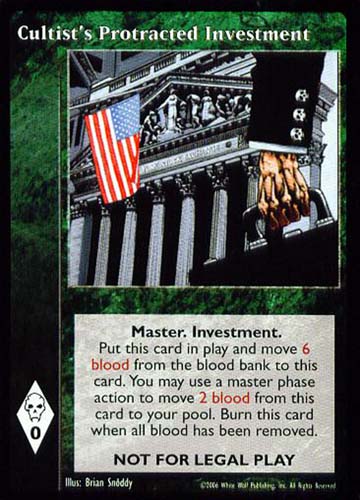 Cultist's Protracted Investment
Master. Investment.
Put this card in play and move 6
blood from the blood bank to this
card. You may use a master phase
action to move 2 blood from this
card to your pool. Burn this card
when all blood has been removed.
NOT FOR LEGAL PLAY
0
Illus: Brian Snõddy
©2006 White Wolf Publishing, Inc. All Rights Reserved